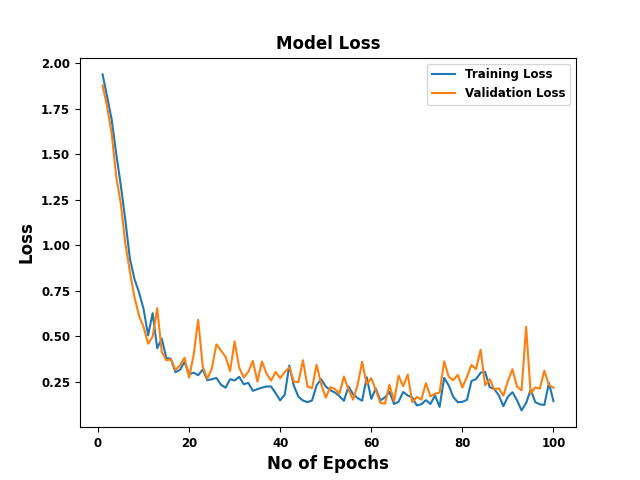 Model Loss
Training Loss
Validation Loss
Loss
2.00
1.75
1.50
1.25
1.00
0.75
0.50
0.25
0 20 40 60 80 100
No of Epochs